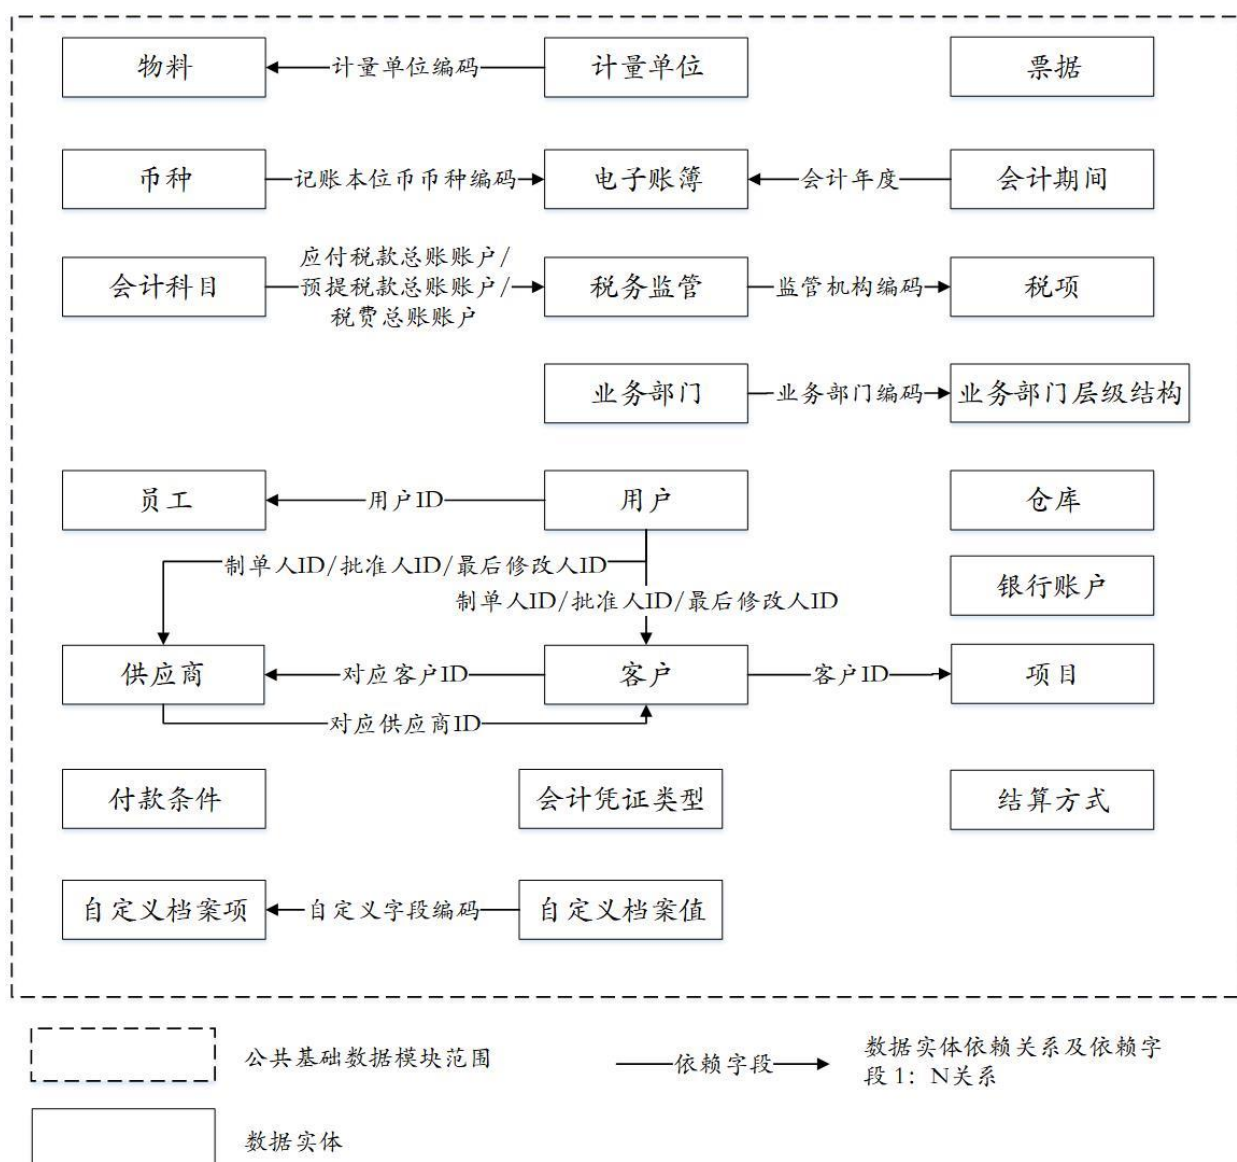 物料
计量单位编码
计量单位
票据
币种
记账本位币币种编码
电子账簿
会计年度
会计期间
会计科目
应付税款总账账户/
预提税款总账账户/
税费总账账户
税务监管
监管机构编码
税项
业务部门
业务部门编码
业务部门层级结构
员工
用户ID
用户
仓库
制单人ID/批准人ID/最后修改人ID
银行账户
制单人ID/批准人ID/最后修改人ID
供应商
对应客户ID
客户
客户ID
项目
对应供应商ID
付款条件
会计凭证类型
结算方式
自定义档案项
自定义字段编码
自定义档案值
公共基础数据模块范围
依赖字段
数据实体依赖关系及依赖字
段 1：N关系
数据实体